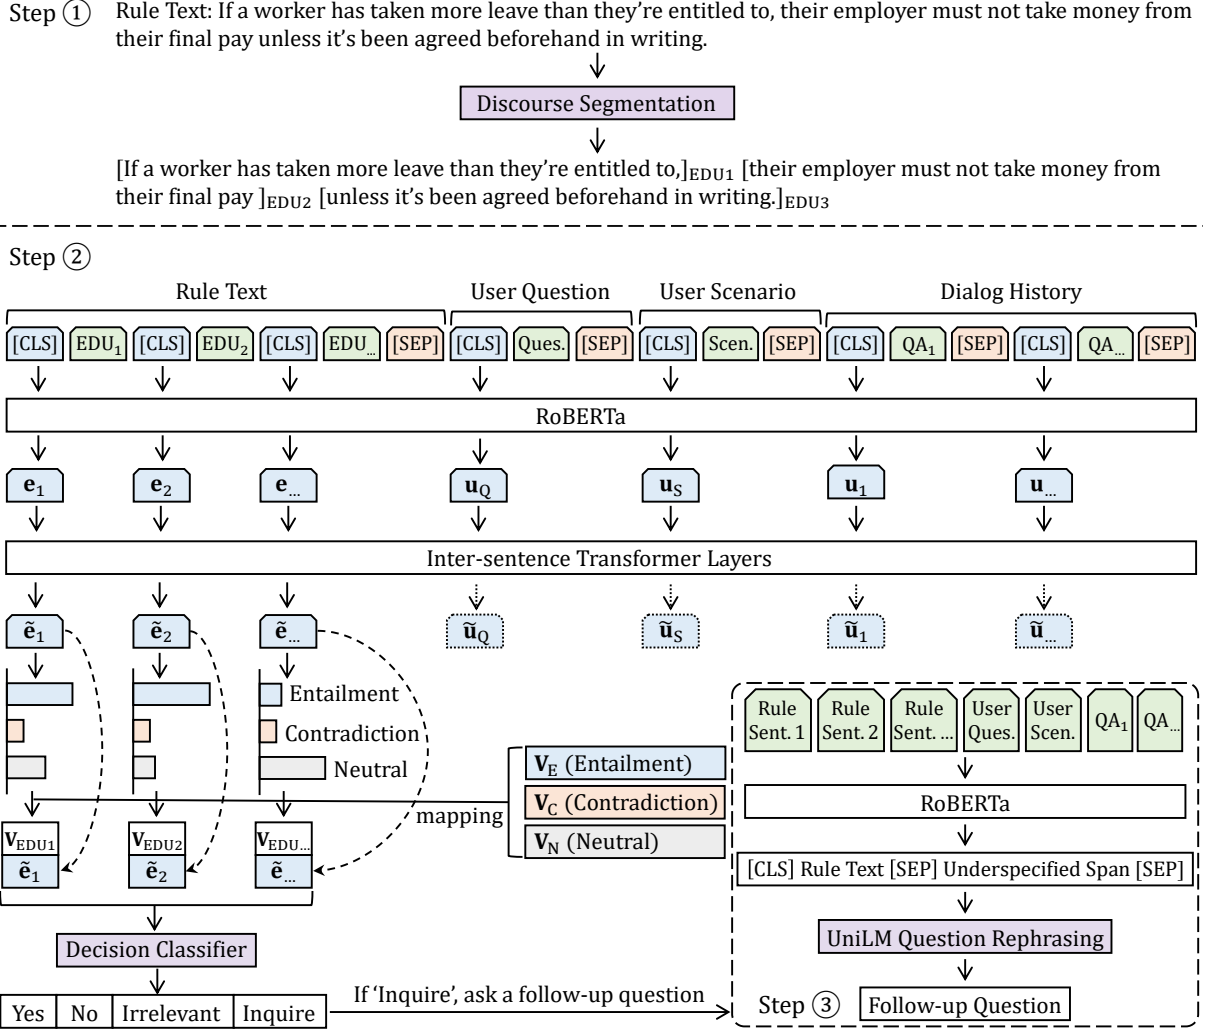 Step ① Rule Text: If a worker has taken more leave than they're entitled to, their employer must not take money from
their final pay unless it's been agreed beforehand in writing.
Discourse Segmentation
[If a worker has taken more leave than they're entitled to,]EDU1 [their employer must not take money from
their final pay ]EDU2 [unless it's been agreed beforehand in writing.]EDU3
Step ②
Rule Text User Question User Scenario Dialog History
[CLS] EDU1 [CLS] EDU2 [CLS] EDU... [SEP] [CLS] Ques. [SEP] [CLS] Scen. [SEP] [CLS] QA1 [SEP] [CLS] QA... [SEP]
RoBERTa
e1 e2 e... uQ uS u1 u...
Inter-sentence Transformer Layers
ẽ1 ẽ2 ẽ... ũQ ũS ũ1 ũ...
Entailment
Contradiction
Neutral
mapping
VE (Entailment)
VC (Contradiction)
VN (Neutral)
VEDU1 VEDU2 VEDU...
ẽ1 ẽ2 ẽ...
Decision Classifier
Yes No Irrelevant Inquire
If 'Inquire', ask a follow-up question
Rule Sent. 1 Rule Sent. 2 Rule Sent. ... User Ques. User Scen. QA1 QA...
RoBERTa
[CLS] Rule Text [SEP] Underspecified Span [SEP]
UniLM Question Rephrasing
Step ③ Follow-up Question